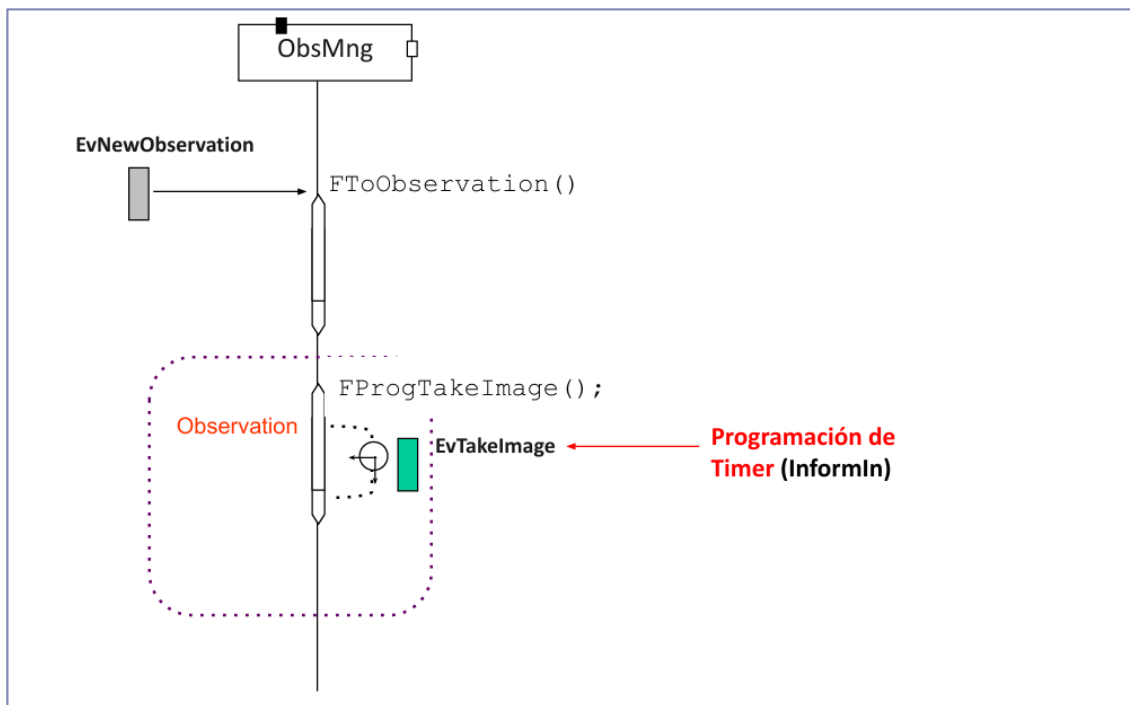 ObsMng
EvNewObservation
FToObservation()
FProgTakeImage();
Observation
EvTakeImage
Programación de
Timer (InformIn)